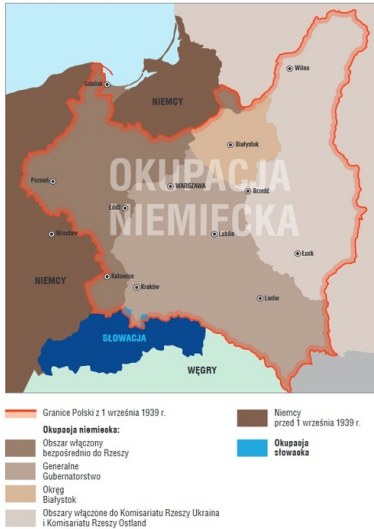 Wilno
Gdańsk
NIEMCY
Białystok
OKUPACJA
NIEMIECKA
Poznań
WARSZAWA
Brześć
Łódź
Wrocław
Lublin
Łuck
NIEMCY
Katowice
Kraków
Lwów
SŁOWACJA
WĘGRY
Granice Polski z 1 września 1939 r.
Okupacja niemiecka:
Obszar włączony
bezpośrednio do Rzeszy
Generalne
Gubernatorstwo
Okręg
Białystok
Obszary włączone do Komisariatu Rzeszy Ukraina
i Komisariatu Rzeszy Ostland
Niemcy
przed 1 września 1939 r.
Okupacja
słowacka